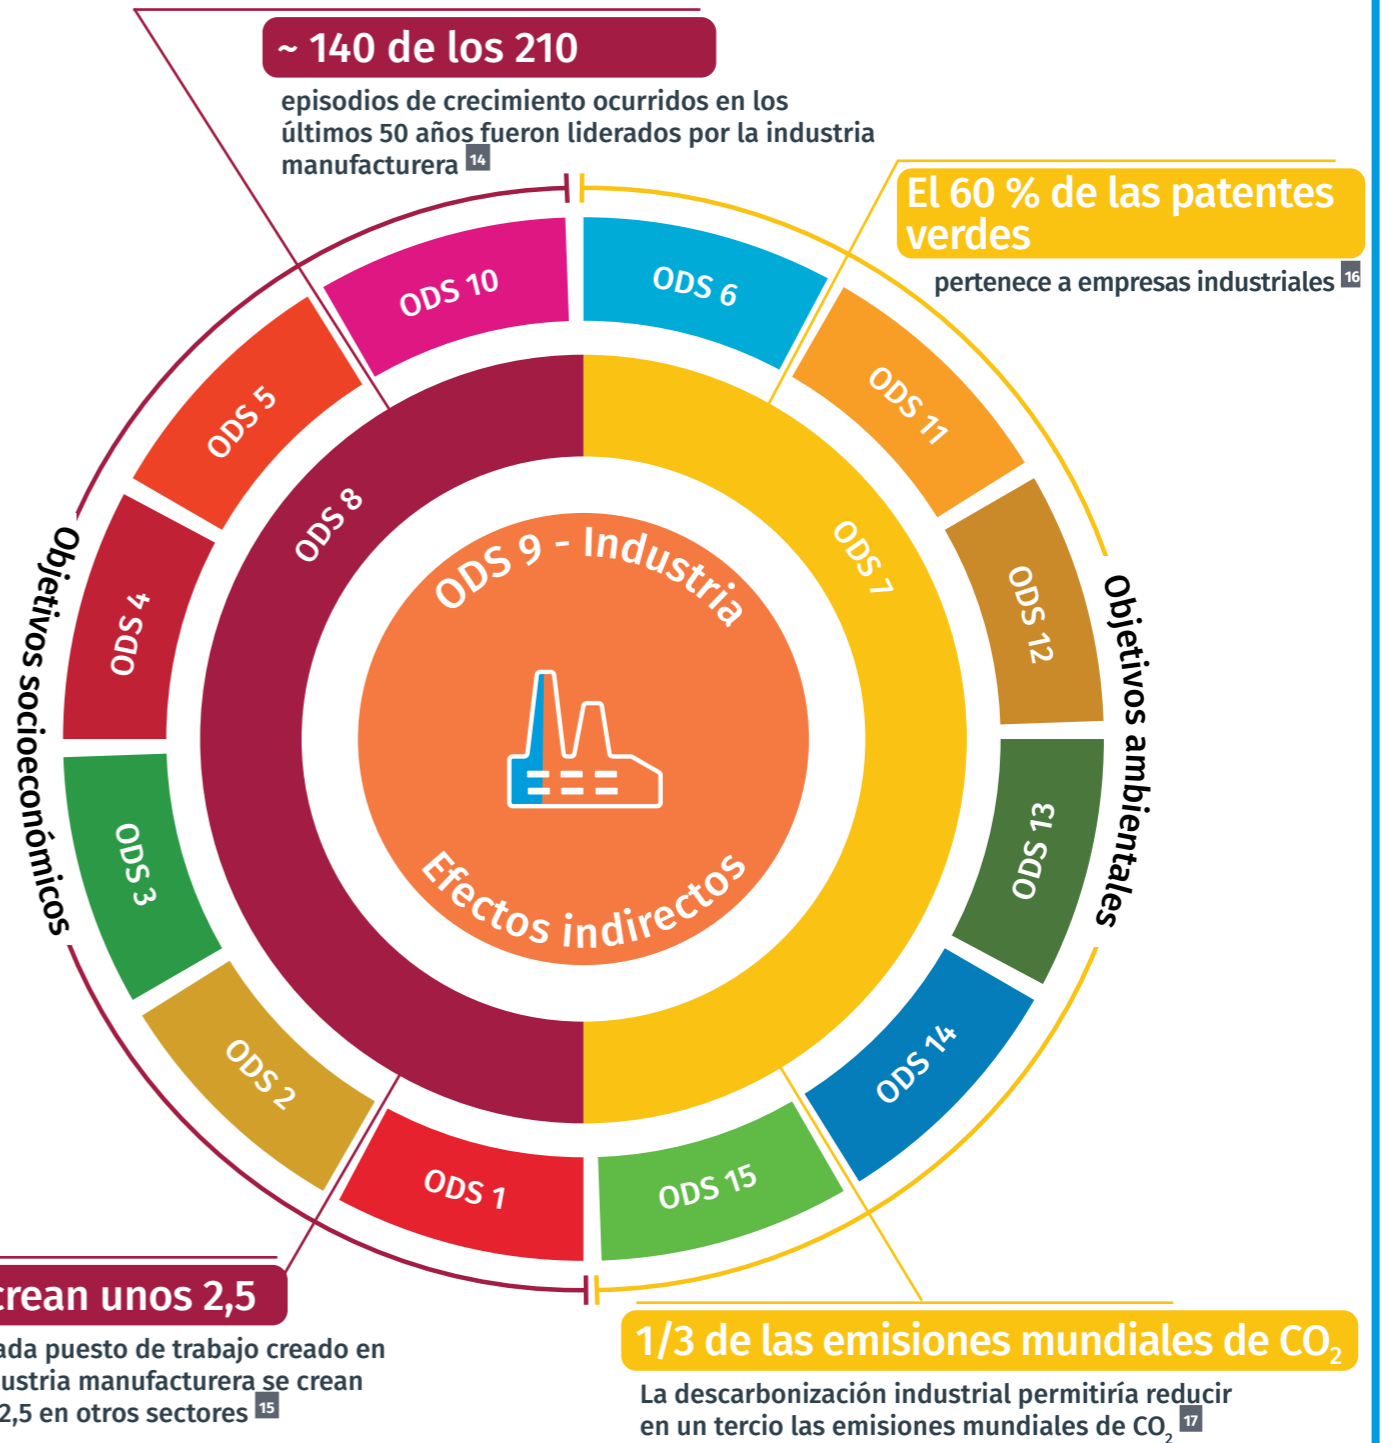 ~ 140 de los 210
episodios de crecimiento ocurridos en los
últimos 50 años fueron liderados por la industria
manufacturera 14
El 60 % de las patentes
verdes
pertenece a empresas industriales 16
ODS 10
ODS 6
ODS 5
ODS 11
ODS 4
ODS 12
ODS 3
ODS 13
ODS 2
ODS 14
ODS 1
ODS 15
ODS 8
ODS 7
ODS 9 - Industria
Efectos indirectos
Objetivos socioeconómicos
Objetivos ambientales
crean unos 2,5
ada puesto de trabajo creado en
ustria manufacturera se crean
2,5 en otros sectores 15
1/3 de las emisiones mundiales de CO₂
La descarbonización industrial permitiría reducir
en un tercio las emisiones mundiales de CO₂ 17